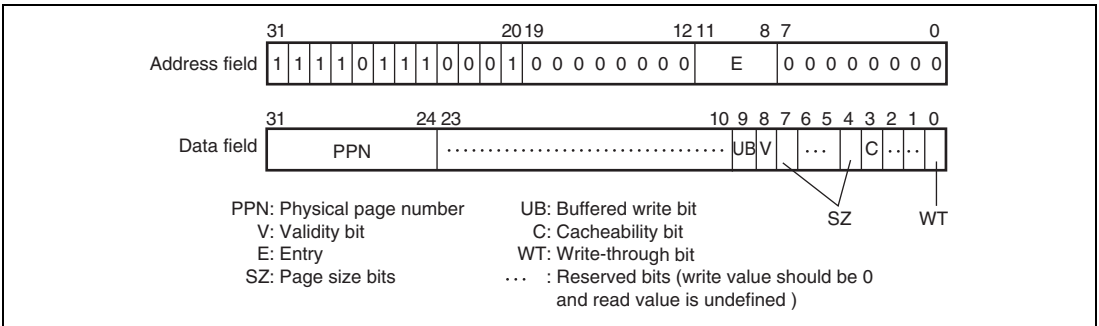 31 20 19 12 11 8 7 0
Address field 1 1 1 1 0 1 1 1 0 0 0 1 0 0 0 0 0 0 0 0 E 0 0 0 0 0 0 0 0
31 24 23 10 9 8 7 6 5 4 3 2 1 0
Data field PPN ................................. UB V ... C .. ..
SZ WT
PPN: Physical page number UB: Buffered write bit
V: Validity bit C: Cacheability bit
E: Entry WT: Write-through bit
SZ: Page size bits ... : Reserved bits (write value should be 0
and read value is undefined )